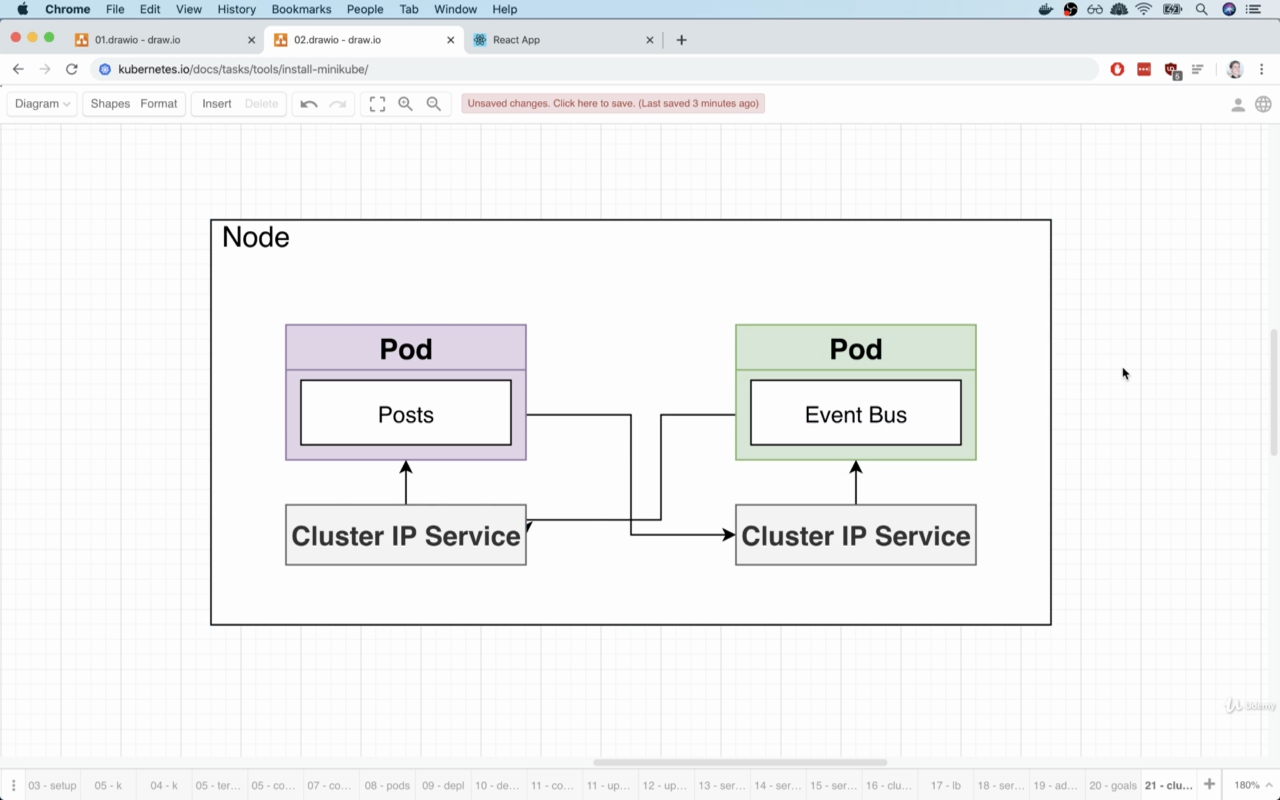 Chrome File Edit View History Bookmarks People Tab Window Help
01.drawio - draw.io
02.drawio - draw.io
React App
kubernetes.io/docs/tasks/tools/install-minikube/
Diagram Shapes Format Insert Delete Unsaved changes. Click here to save. (Last saved 3 minutes ago)
Node
Pod
Posts
Cluster IP Service
Pod
Event Bus
Cluster IP Service
Udemy
03 - setup 05 - k 04 - k 05 - ter... 05 - co... 07 - co... 08 - pods 09 - depl 10 - de... 11 - co... 11 - up... 12 - up... 13 - ser... 14 - ser... 15 - ser... 16 - clu... 17 - lb 18 - ser... 19 - ad... 20 - goals 21 - clu... 180%